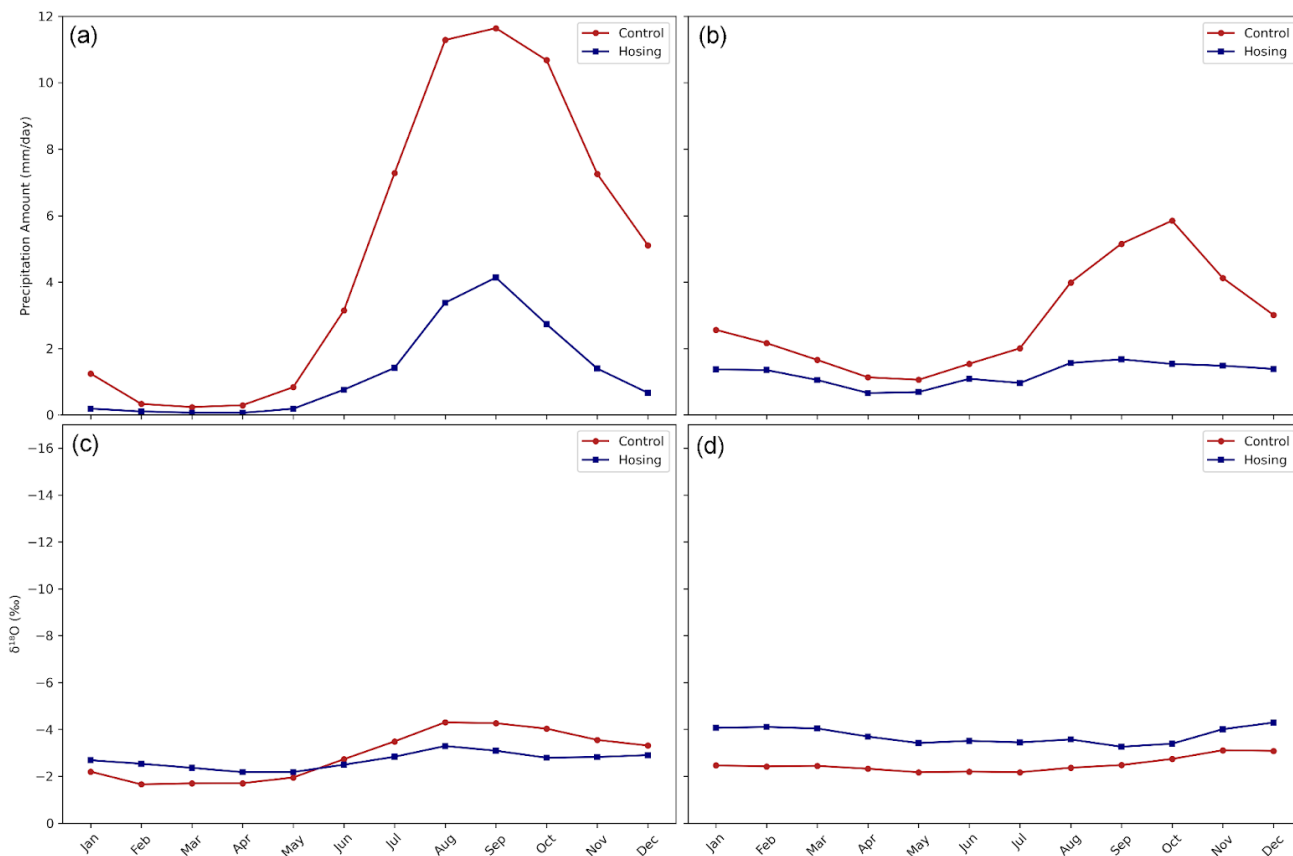 (a)
Control
Hosing
(b)
Control
Hosing
Precipitation Amount (mm/day)
12
10
8
6
4
2
0
(c)
Control
Hosing
(d)
Control
Hosing
δ¹⁸O (‰)
−16
−14
−12
−10
−8
−6
−4
−2
0
Jan Feb Mar Apr May Jun Jul Aug Sep Oct Nov Dec
Jan Feb Mar Apr May Jun Jul Aug Sep Oct Nov Dec